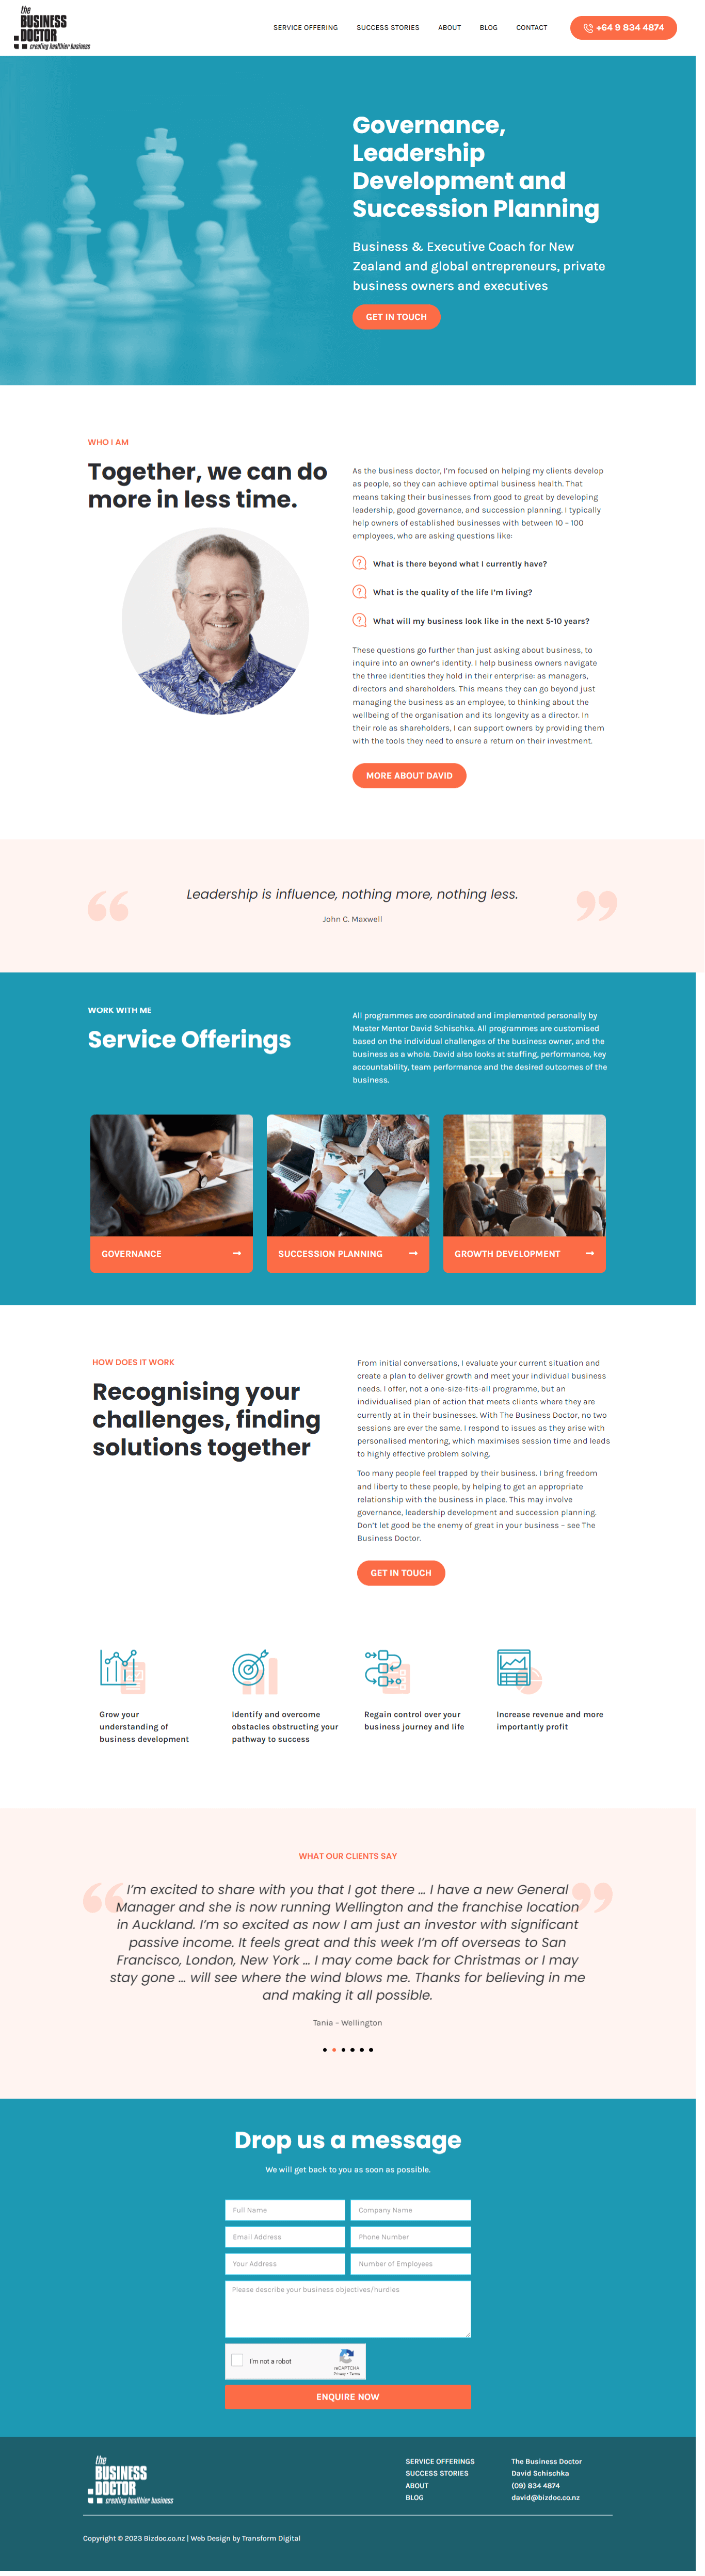 the
BUSINESS
DOCTOR
creating healthier business
SERVICE OFFERING
SUCCESS STORIES
ABOUT
BLOG
CONTACT
+64 9 834 4874
Governance,
Leadership
Development and
Succession Planning
Business & Executive Coach for New
Zealand and global entrepreneurs, private
business owners and executives
GET IN TOUCH
WHO I AM
Together, we can do
more in less time.
As the business doctor, I'm focused on helping my clients develop
as people, so they can achieve optimal business health. That
means taking their businesses from good to great by developing
leadership, good governance, and succession planning. I typically
help owners of established businesses with between 10 – 100
employees, who are asking questions like:
What is there beyond what I currently have?
What is the quality of the life I'm living?
What will my business look like in the next 5-10 years?
These questions go further than just asking about business, to
inquire into an owner's identity. I help business owners navigate
the three identities they hold in their enterprise: as managers,
directors and shareholders. This means they can go beyond just
managing the business as an employee, to thinking about the
wellbeing of the organisation and its longevity as a director. In
their role as shareholders, I can support owners by providing them
with the tools they need to ensure a return on their investment.
MORE ABOUT DAVID
Leadership is influence, nothing more, nothing less.
John C. Maxwell
WORK WITH ME
Service Offerings
All programmes are coordinated and implemented personally by
Master Mentor David Schischka. All programmes are customised
based on the individual challenges of the business owner, and the
business as a whole. David also looks at staffing, performance, key
accountability, team performance and the desired outcomes of the
business.
GOVERNANCE
SUCCESSION PLANNING
GROWTH DEVELOPMENT
HOW DOES IT WORK
Recognising your
challenges, finding
solutions together
From initial conversations, I evaluate your current situation and
create a plan to deliver growth and meet your individual business
needs. I offer, not a one-size-fits-all programme, but an
individualised plan of action that meets clients where they are
currently at in their businesses. With The Business Doctor, no two
sessions are ever the same. I respond to issues as they arise with
personalised mentoring, which maximises session time and leads
to highly effective problem solving.
Too many people feel trapped by their business. I bring freedom
and liberty to these people, by helping to get an appropriate
relationship with the business in place. This may involve
governance, leadership development and succession planning.
Don't let good be the enemy of great in your business – see The
Business Doctor.
GET IN TOUCH
Grow your
understanding of
business development
Identify and overcome
obstacles obstructing your
pathway to success
Regain control over your
business journey and life
Increase revenue and more
importantly profit
WHAT OUR CLIENTS SAY
I'm excited to share with you that I got there … I have a new General
Manager and she is now running Wellington and the franchise location
in Auckland. I'm so excited as now I am just an investor with significant
passive income. It feels great and this week I'm off overseas to San
Francisco, London, New York … I may come back for Christmas or I may
stay gone … will see where the wind blows me. Thanks for believing in me
and making it all possible.
Tania – Wellington
Drop us a message
We will get back to you as soon as possible.
Full Name
Company Name
Email Address
Phone Number
Your Address
Number of Employees
Please describe your business objectives/hurdles
I'm not a robot
reCAPTCHA
Privacy - Terms
ENQUIRE NOW
the
BUSINESS
DOCTOR
creating healthier business
SERVICE OFFERINGS
SUCCESS STORIES
ABOUT
BLOG
The Business Doctor
David Schischka
(09) 834 4874
david@bizdoc.co.nz
Copyright © 2023 Bizdoc.co.nz | Web Design by Transform Digital